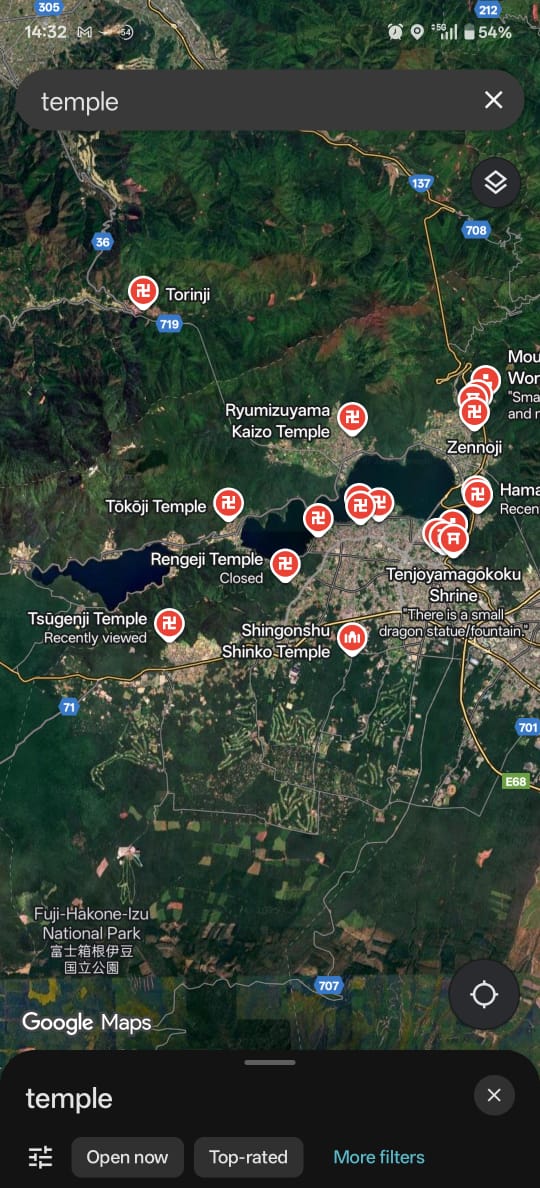 305
212
14:32
54
5G
54%
temple
137
708
36
Torinji
719
Mou
Wor
"Sma
and r
Ryumizuyama
Kaizo Temple
Zennoji
Tōkōji Temple
Hama
Recen
Rengeji Temple
Closed
Tenjoyamagokoku
Shrine
"There is a small
dragon statue/fountain."
Tsūgenji Temple
Recently viewed
Shingonshu
Shinko Temple
71
701
E68
Fuji-Hakone-Izu
National Park
富士箱根伊豆
国立公園
707
Google Maps
temple
Open now
Top-rated
More filters